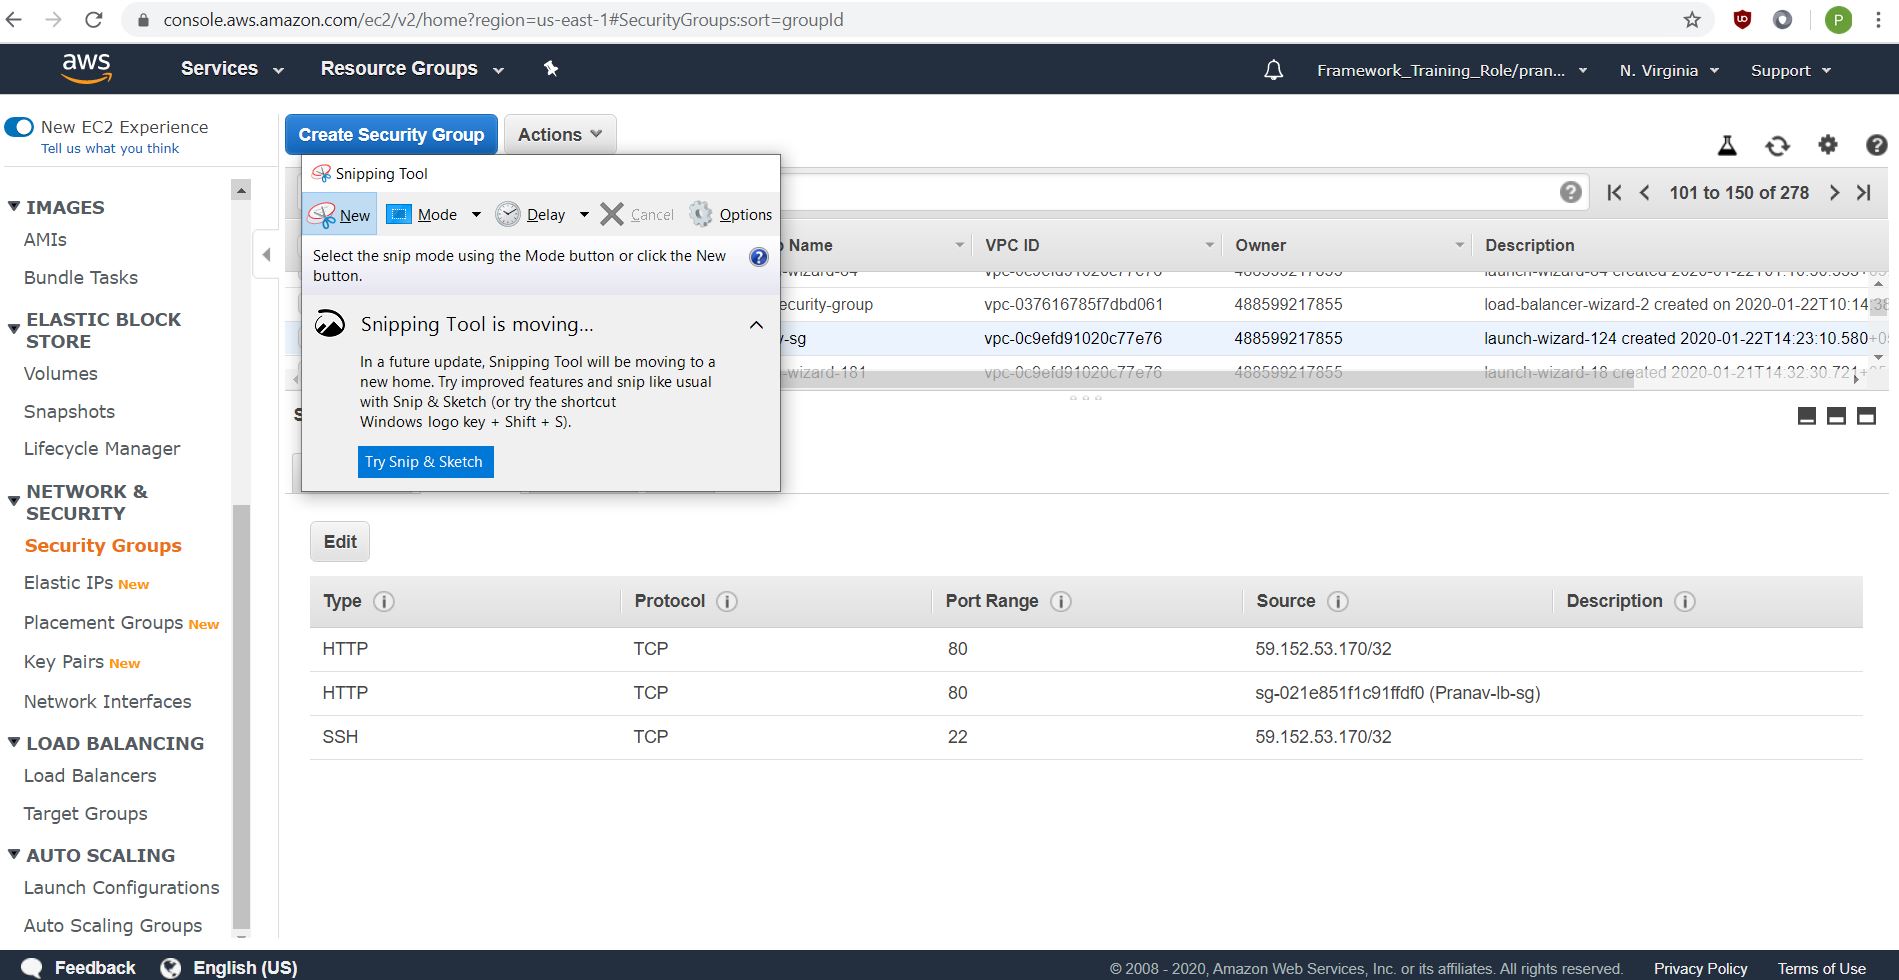 console.aws.amazon.com/ec2/v2/home?region=us-east-1#SecurityGroups:sort=groupId
P
aws
Services
Resource Groups
Framework_Training_Role/pran...
N. Virginia
Support
New EC2 Experience
Tell us what you think
IMAGES
AMIs
Bundle Tasks
ELASTIC BLOCK
STORE
Volumes
Snapshots
Lifecycle Manager
NETWORK &
SECURITY
Security Groups
Elastic IPs New
Placement Groups New
Key Pairs New
Network Interfaces
LOAD BALANCING
Load Balancers
Target Groups
AUTO SCALING
Launch Configurations
Auto Scaling Groups
Create Security Group
Actions
101 to 150 of 278
Snipping Tool
New
Mode
Delay
Cancel
Options
Select the snip mode using the Mode button or click the New
button.
Snipping Tool is moving...
In a future update, Snipping Tool will be moving to a
new home. Try improved features and snip like usual
with Snip & Sketch (or try the shortcut
Windows logo key + Shift + S).
Try Snip & Sketch
Name VPC ID Owner Description
ecurity-group vpc-037616785f7dbd061 488599217855 load-balancer-wizard-2 created on 2020-01-22T10:14:38
-sg vpc-0c9efd91020c77e76 488599217855 launch-wizard-124 created 2020-01-22T14:23:10.580+05
-wizard-181 vpc-0c9efd91020c77e76 488599217855 launch-wizard-18 created 2020-01-21T14:32:30.721+05
Edit
Type Protocol Port Range Source Description
HTTP TCP 80 59.152.53.170/32
HTTP TCP 80 sg-021e851f1c91ffdf0 (Pranav-lb-sg)
SSH TCP 22 59.152.53.170/32
Feedback
English (US)
© 2008 - 2020, Amazon Web Services, Inc. or its affiliates. All rights reserved.
Privacy Policy
Terms of Use